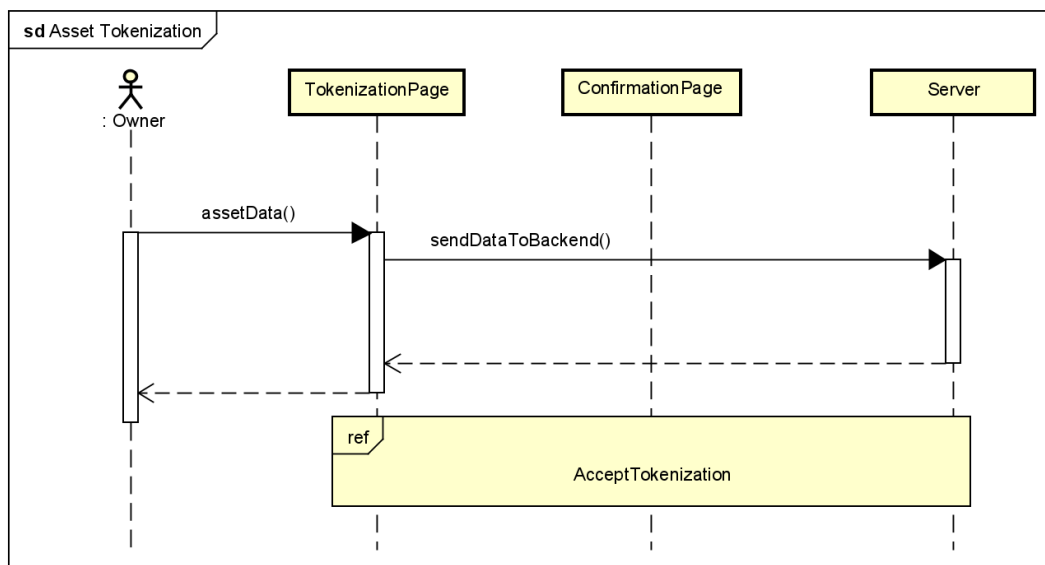 sd Asset Tokenization
: Owner
TokenizationPage
ConfirmationPage
Server
assetData()
sendDataToBackend()
ref
AcceptTokenization